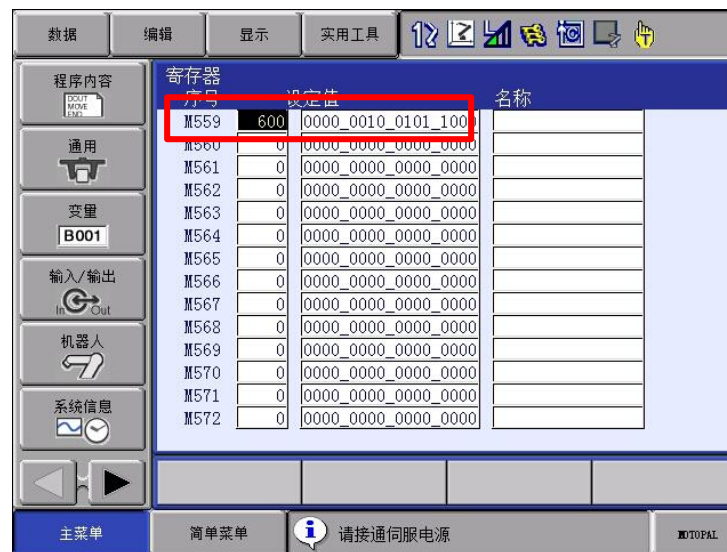 数据 编辑 显示 实用工具
程序内容
DOUT
MOVE
END
通用
变量
B001
输入/输出
In Out
机器人
系统信息
寄存器
序号 设定值 名称
M559 600 0000_0010_0101_1000
M560 0 0000_0000_0000_0000
M561 0 0000_0000_0000_0000
M562 0 0000_0000_0000_0000
M563 0 0000_0000_0000_0000
M564 0 0000_0000_0000_0000
M565 0 0000_0000_0000_0000
M566 0 0000_0000_0000_0000
M567 0 0000_0000_0000_0000
M568 0 0000_0000_0000_0000
M569 0 0000_0000_0000_0000
M570 0 0000_0000_0000_0000
M571 0 0000_0000_0000_0000
M572 0 0000_0000_0000_0000
主菜单 简单菜单 请接通伺服电源 MOTOPAL